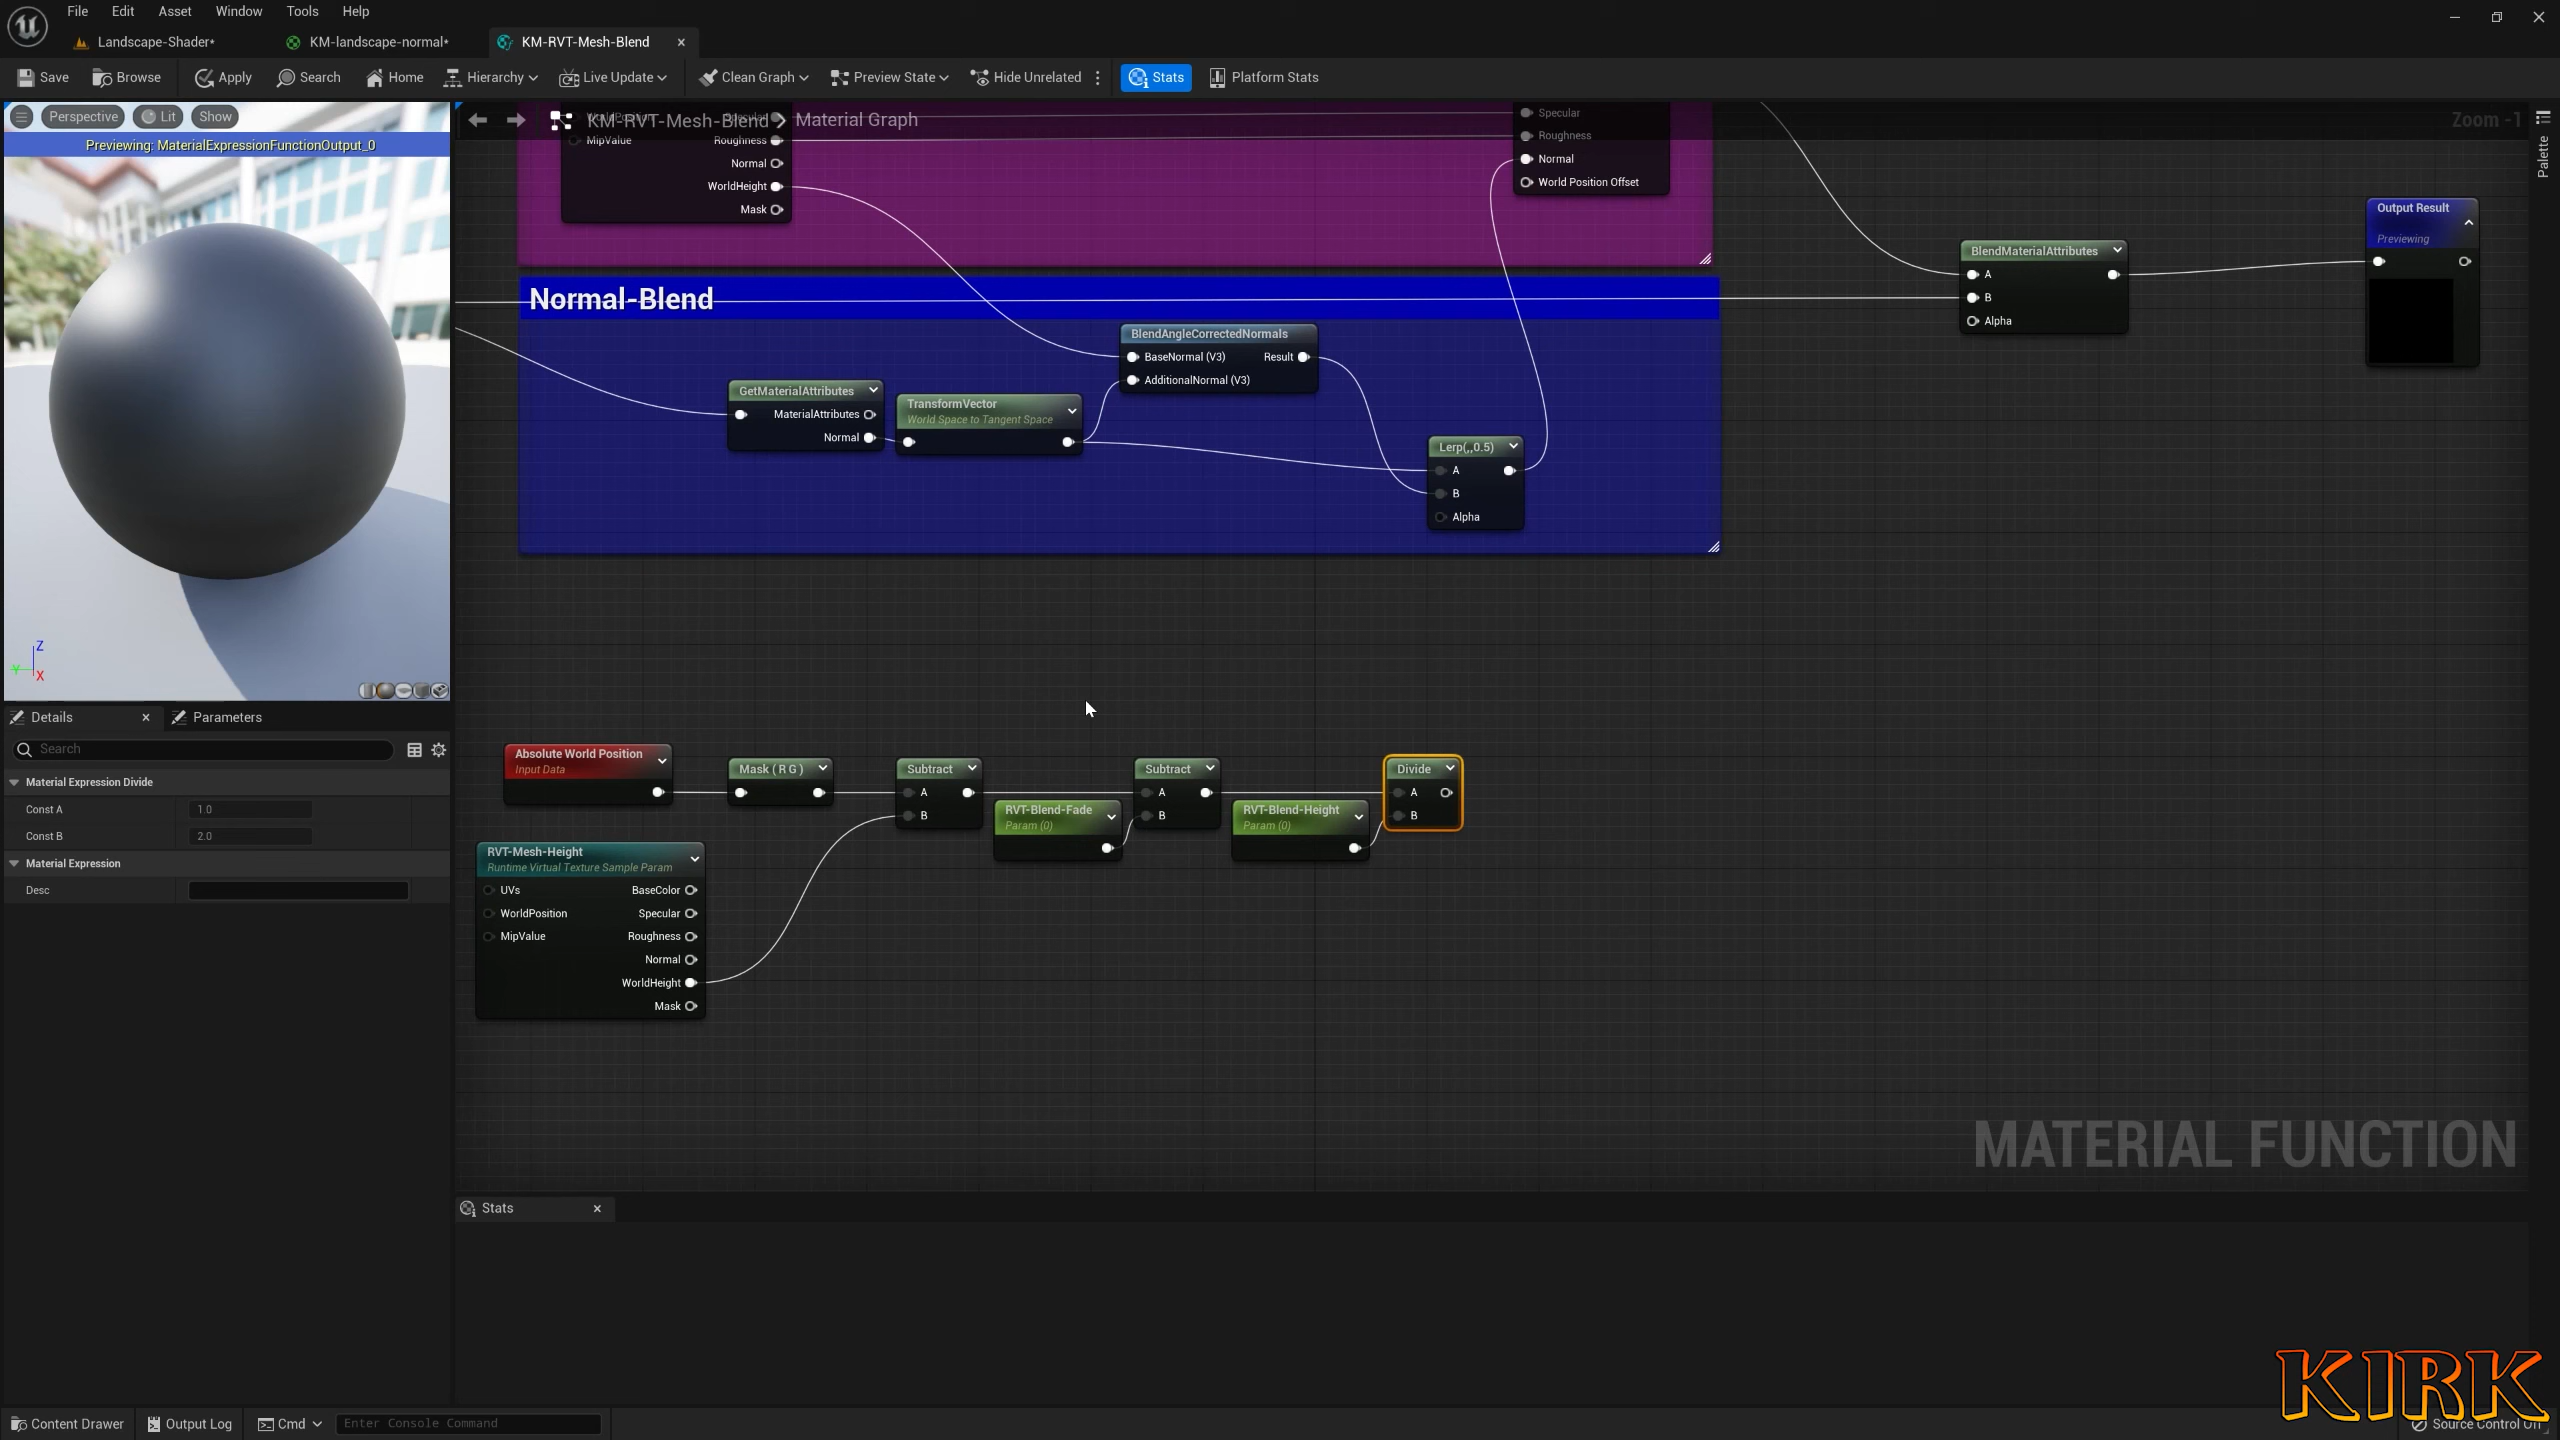 File Edit Asset Window Tools Help
Landscape-Shader* KM-landscape-normal* KM-RVT-Mesh-Blend
Save Browse Apply Search Home Hierarchy Live Update Clean Graph Preview State Hide Unrelated Stats Platform Stats
Perspective Lit Show
Previewing: MaterialExpressionFunctionOutput_0
KM-RVT-Mesh-Blend Material Graph
Zoom -1
Palette
MipValue Roughness
Normal
WorldHeight
Mask
Specular
Roughness
Normal
World Position Offset
Output Result
Previewing
BlendMaterialAttributes
A
B
Alpha
Normal-Blend
BlendAngleCorrectedNormals
BaseNormal (V3) Result
AdditionalNormal (V3)
GetMaterialAttributes
MaterialAttributes
Normal
TransformVector
World Space to Tangent Space
Lerp(,,0.5)
A
B
Alpha
Z
Y
X
Details Parameters
Search
Material Expression Divide
Const A 1.0
Const B 2.0
Material Expression
Desc
Absolute World Position
Input Data
Mask ( R G )
Subtract
A
B
RVT-Blend-Fade
Param (0)
Subtract
A
B
RVT-Blend-Height
Param (0)
Divide
A
B
RVT-Mesh-Height
Runtime Virtual Texture Sample Param
UVs BaseColor
WorldPosition Specular
MipValue Roughness
Normal
WorldHeight
Mask
MATERIAL FUNCTION
Stats
KIRK
Content Drawer Output Log Cmd Enter Console Command Source Control Off